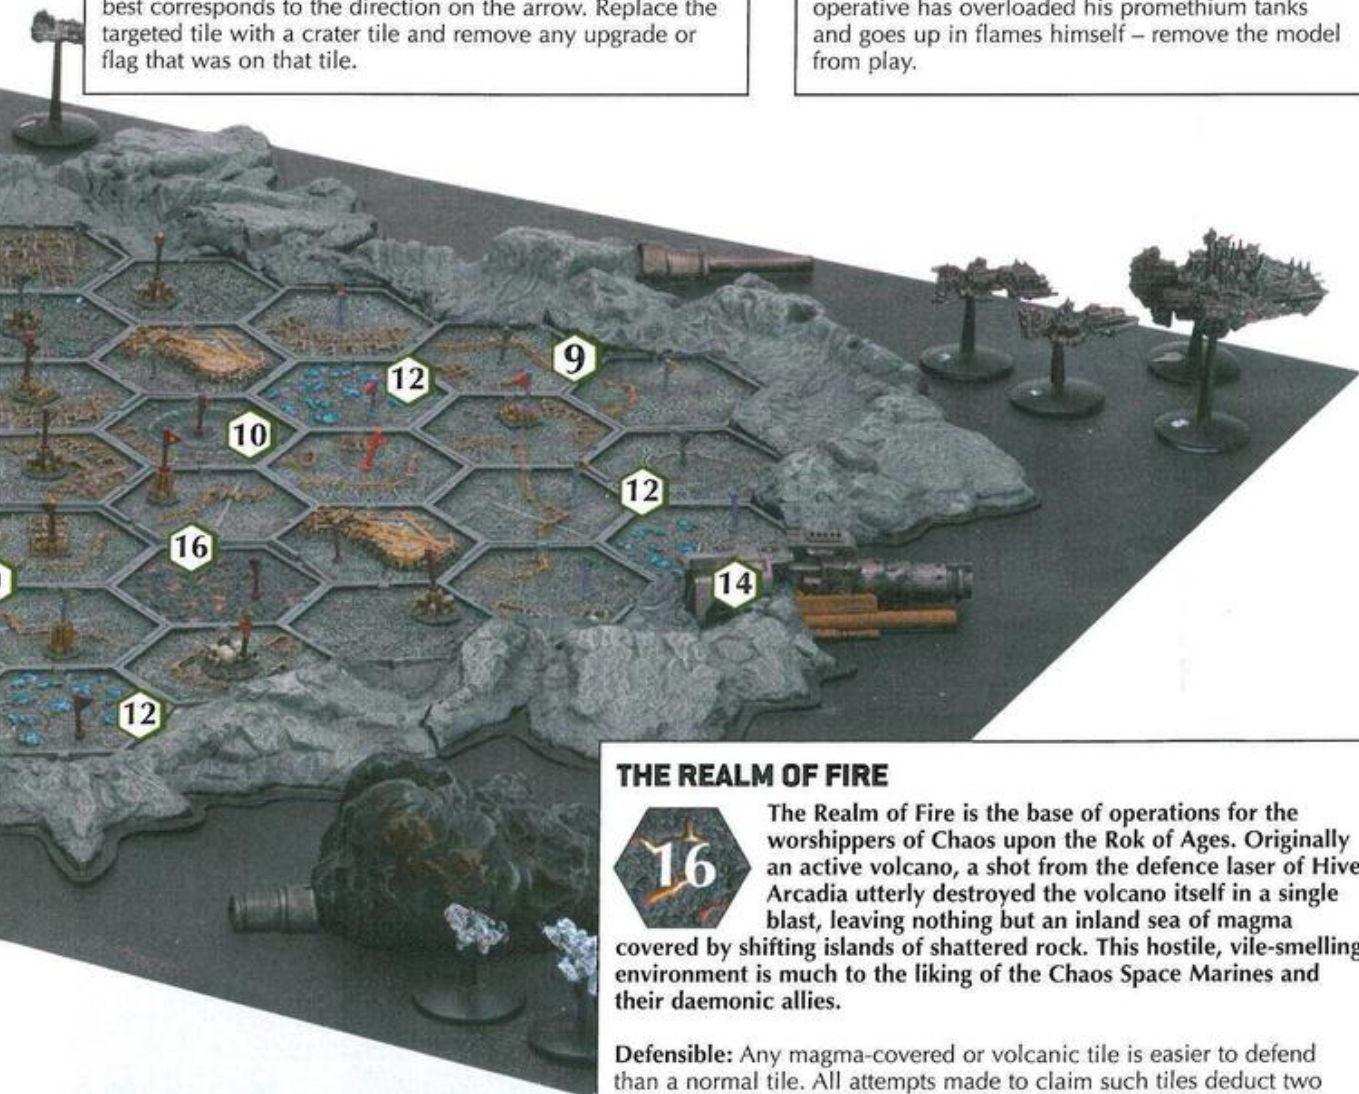 best corresponds to the direction on the arrow. Replace the
targeted tile with a crater tile and remove any upgrade or
flag that was on that tile.
operative has overloaded his promethium tanks
and goes up in flames himself – remove the model
from play.
9
12
10
12
16
14
12
THE REALM OF FIRE
16
The Realm of Fire is the base of operations for the
worshippers of Chaos upon the Rok of Ages. Originally
an active volcano, a shot from the defence laser of Hive
Arcadia utterly destroyed the volcano itself in a single
blast, leaving nothing but an inland sea of magma
covered by shifting islands of shattered rock. This hostile, vile-smelling
environment is much to the liking of the Chaos Space Marines and
their daemonic allies.
Defensible: Any magma-covered or volcanic tile is easier to defend
than a normal tile. All attempts made to claim such tiles deduct two